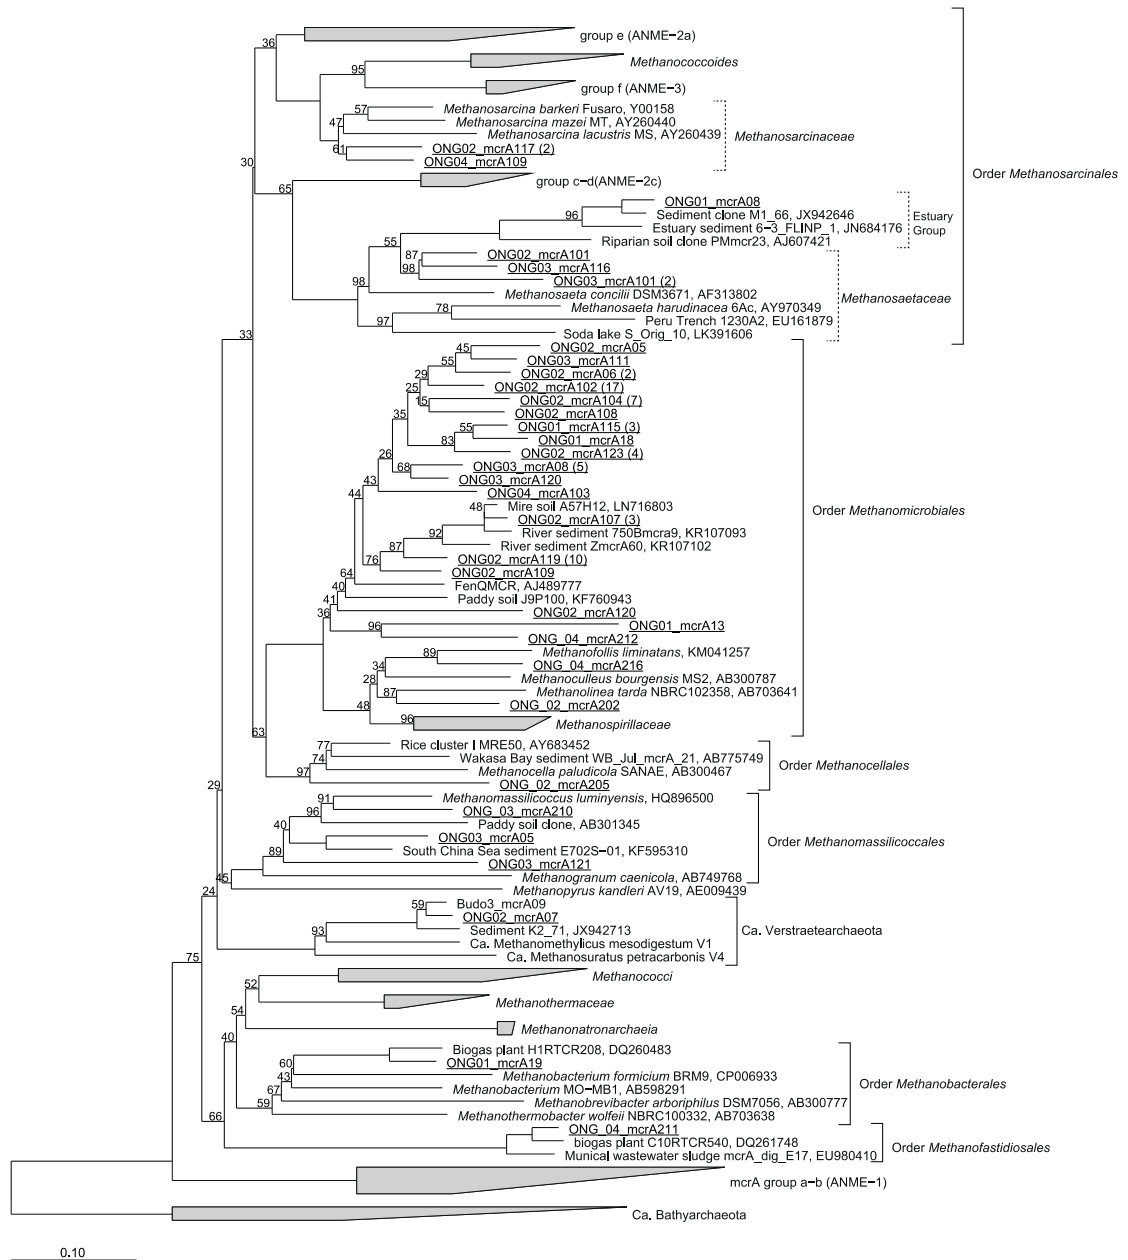 36
group e (ANME-2a)
Methanococcoides
95
group f (ANME-3)
57
Methanosarcina barkeri Fusaro, Y00158
Methanosarcina mazei MT, AY260440
47
Methanosarcina lacustris MS, AY260439
Methanosarcinaceae
61
ONG02_mcrA117 (2)
ONG04_mcrA109
30
Order Methanosarcinales
65
group c-d(ANME-2c)
ONG01_mcrA08
96
Sediment clone M1_66, JX942646
Estuary Group
Estuary sediment 6-3_FLINP_1, JN684176
Riparian soil clone PMmcr23, AJ607421
55
87
ONG02_mcrA101
98
ONG03_mcrA116
98
ONG03_mcrA101 (2)
Methanosaeta concilii DSM3671, AF313802
Methanosaetaceae
78
Methanosaeta harudinacea 6Ac, AY970349
97
Peru Trench 1230A2, EU161879
Soda lake S_Orig_10, LK391606
33
45
ONG02_mcrA05
55
ONG03_mcrA111
29
ONG02_mcrA06 (2)
25
ONG02_mcrA102 (17)
15
ONG02_mcrA104 (7)
35
ONG02_mcrA108
55
ONG01_mcrA115 (3)
83
ONG01_mcrA18
ONG02_mcrA123 (4)
26
68
ONG03_mcrA08 (5)
ONG03_mcrA120
43
ONG04_mcrA103
44
48
Mire soil A57H12, LN716803
Order Methanomicrobiales
ONG02_mcrA107 (3)
92
River sediment 750Bmcra9, KR107093
87
River sediment ZmcrA60, KR107102
76
ONG02_mcrA119 (10)
ONG02_mcrA109
64
FenQMCR, AJ489777
40
Paddy soil J9P100, KF760943
41
ONG02_mcrA120
36
96
ONG01_mcrA13
ONG_04_mcrA212
89
Methanofollis liminatans, KM041257
34
ONG_04_mcrA216
28
Methanoculleus bourgensis MS2, AB300787
87
Methanolinea tarda NBRC102358, AB703641
48
ONG_02_mcrA202
96
Methanospirillaceae
63
77
Rice cluster I MRE50, AY683452
74
Wakasa Bay sediment WB_Jul_mcrA_21, AB775749
Order Methanocellales
97
Methanocella paludicola SANAE, AB300467
ONG_02_mcrA205
29
91
Methanomassilicoccus luminyensis, HQ896500
96
ONG_03_mcrA210
Paddy soil clone, AB301345
40
ONG03_mcrA05
Order Methanomassilicoccales
89
South China Sea sediment E702S-01, KF595310
ONG03_mcrA121
45
Methanogranum caenicola, AB749768
24
Methanopyrus kandleri AV19, AE009439
59
Budo3_mcrA09
ONG02_mcrA07
93
Sediment K2_71, JX942713
Ca. Verstraetearchaeota
Ca. Methanomethylicus mesodigestum V1
Ca. Methanosuratus petracarbonis V4
75
Methanococci
52
Methanothermaceae
54
Methanonatronarchaeia
40
Biogas plant H1RTCR208, DQ260483
60
ONG01_mcrA19
43
Methanobacterium formicium BRM9, CP006933
67
Methanobacterium MO-MB1, AB598291
Order Methanobacterales
59
Methanobrevibacter arboriphilus DSM7056, AB300777
66
Methanothermobacter wolfeii NBRC100332, AB703638
ONG_04_mcrA211
biogas plant C10RTCR540, DQ261748
Order Methanofastidiosales
Munical wastewater sludge mcrA_dig_E17, EU980410
mcrA group a-b (ANME-1)
Ca. Bathyarchaeota
0.10